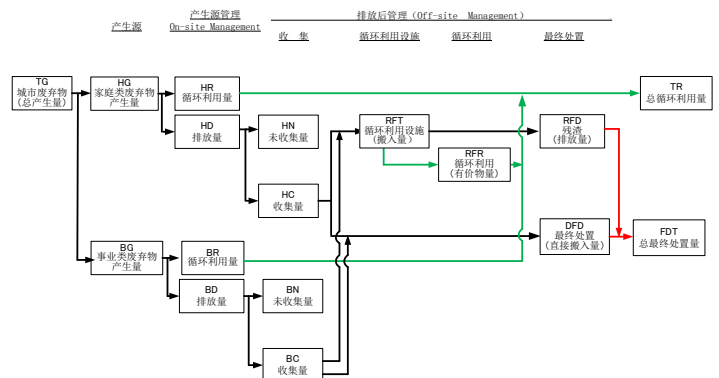 产生源
产生源管理
On-site Management
排放后管理（Off-site Management）
收 集
循环利用设施
循环利用
最终处置
TG
城市废弃物
(总产生量)
HG
家庭类废弃物
产生量
HR
循环利用量
TR
总循环利用量
HD
排放量
HN
未收集量
RFT
循环利用设施
(搬入量)
RFD
残渣
(排放量)
RFR
循环利用
(有价物量)
HC
收集量
BG
事业类废弃物
产生量
BR
循环利用量
DFD
最终处置
(直接搬入量)
FDT
总最终处置量
BD
排放量
BN
未收集量
BC
收集量